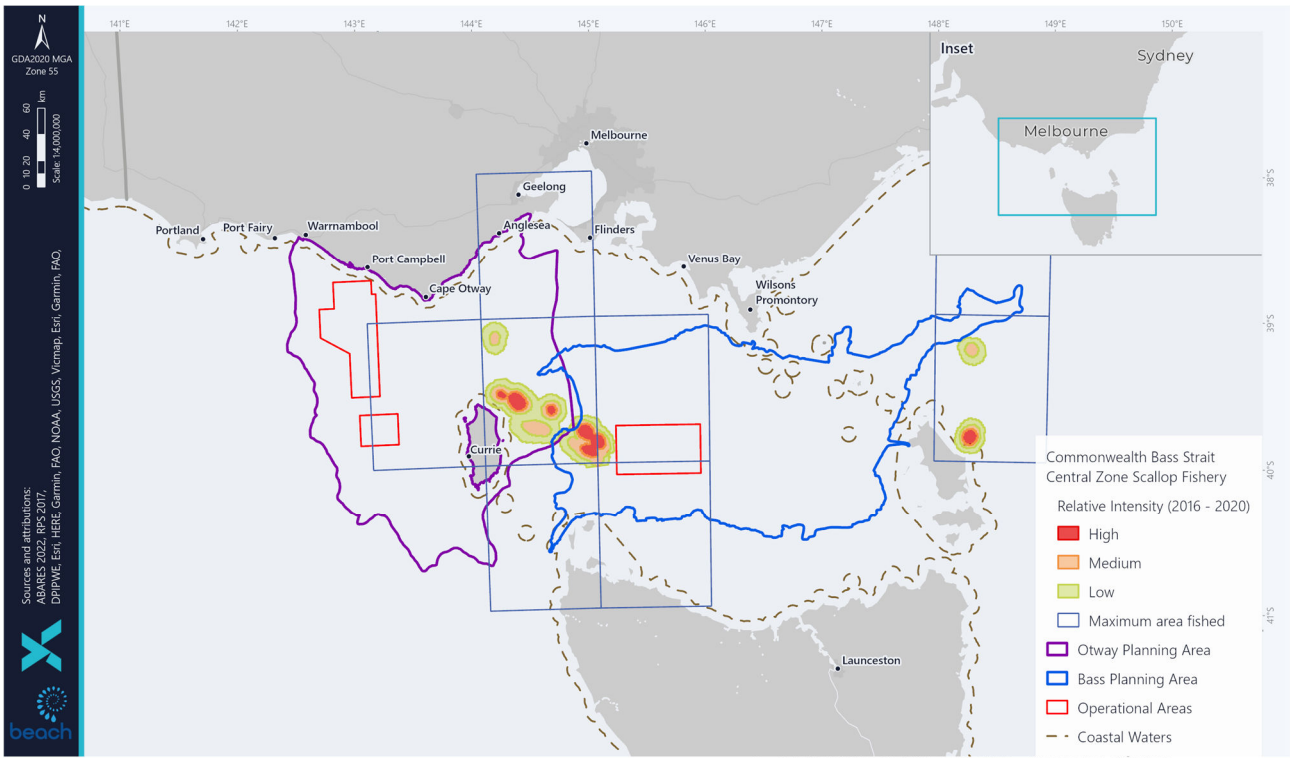 N
GDA2020 MGA
Zone 55
0 10 20 40 60
km
Scale: 1:4,000,000
Sources and attributions:
ABARES 2022, RPS 2017,
DPIPWE, Esri, HERE, Garmin, FAO, NOAA, USGS, Vicmap, Esri, Garmin, FAO,
beach
141°E 142°E 143°E 144°E 145°E 146°E 147°E 148°E 149°E 150°E
38°S
39°S
40°S
41°S
Inset
Sydney
Melbourne
Melbourne
Geelong
Portland
Port Fairy
Warrnambool
Anglesea
Flinders
Port Campbell
Venus Bay
Cape Otway
Wilsons
Promontory
Currie
Launceston
Commonwealth Bass Strait
Central Zone Scallop Fishery
Relative Intensity (2016 - 2020)
High
Medium
Low
Maximum area fished
Otway Planning Area
Bass Planning Area
Operational Areas
Coastal Waters